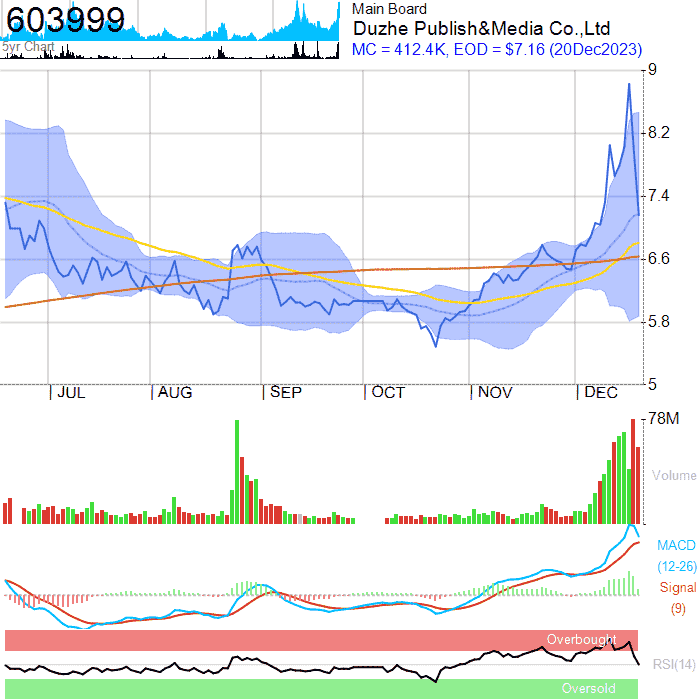 603999
5yr Chart
Main Board
Duzhe Publish&Media Co.,Ltd
MC = 412.4K, EOD = $7.16 (20Dec2023)
9
8.2
7.4
6.6
5.8
5
JUL
AUG
SEP
OCT
NOV
DEC
78M
Volume
MACD
(12-26)
Signal
(9)
Overbought
RSI(14)
Oversold